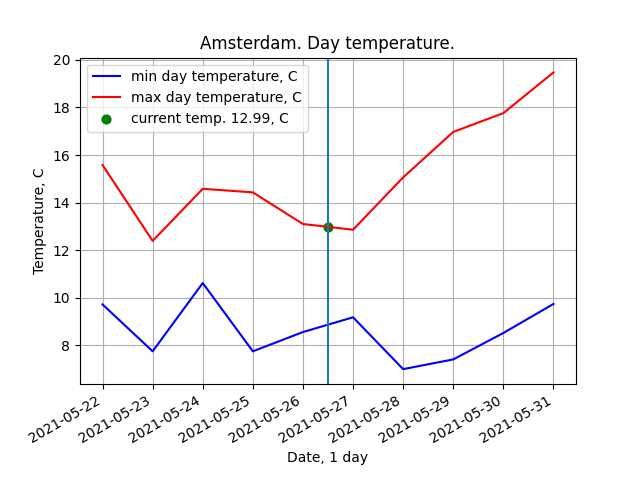 Amsterdam. Day temperature.
min day temperature, C
max day temperature, C
current temp. 12.99, C
Temperature, C
20
18
16
14
12
10
8
2021-05-22
2021-05-23
2021-05-24
2021-05-25
2021-05-26
2021-05-27
2021-05-28
2021-05-29
2021-05-30
2021-05-31
Date, 1 day